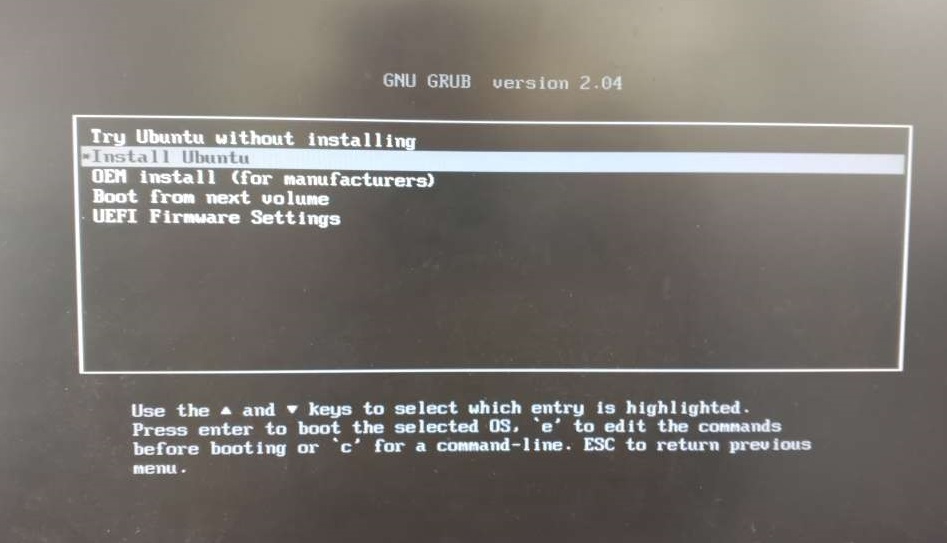 GNU GRUB version 2.04
Try Ubuntu without installing
*Install Ubuntu
OEM install (for manufacturers)
Boot from next volume
UEFI Firmware Settings
Use the ▲ and ▼ keys to select which entry is highlighted.
Press enter to boot the selected OS, `e' to edit the commands
before booting or `c' for a command-line. ESC to return previous
menu.